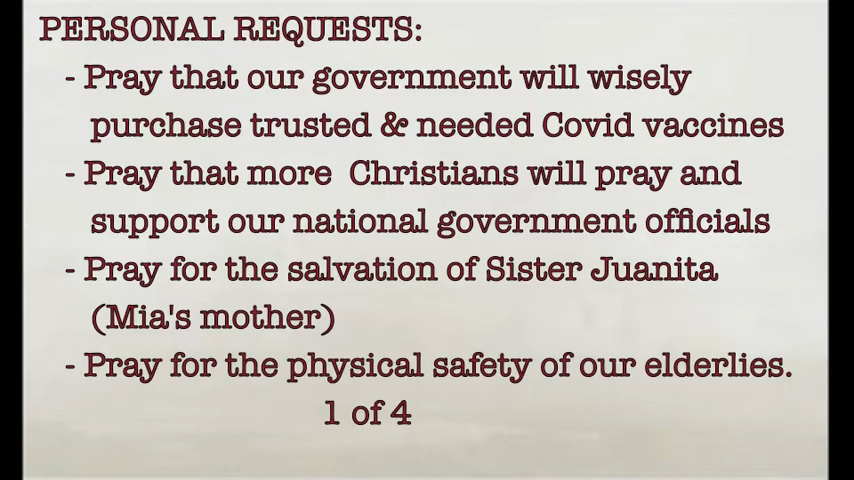 PERSONAL REQUESTS:
- Pray that our government will wisely
purchase trusted & needed Covid vaccines
- Pray that more  Christians will pray and
support our national government officials
- Pray for the salvation of Sister Juanita
(Mia's mother)
- Pray for the physical safety of our elderlies.
1 of 4